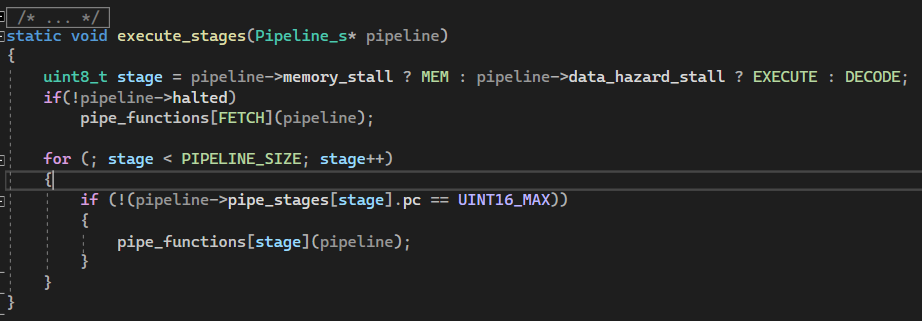 /* ... */
static void execute_stages(Pipeline_s* pipeline)
{
uint8_t stage = pipeline->memory_stall ? MEM : pipeline->data_hazard_stall ? EXECUTE : DECODE;
if(!pipeline->halted)
pipe_functions[FETCH](pipeline);
for (; stage < PIPELINE_SIZE; stage++)
{
if (!(pipeline->pipe_stages[stage].pc == UINT16_MAX))
{
pipe_functions[stage](pipeline);
}
}
}